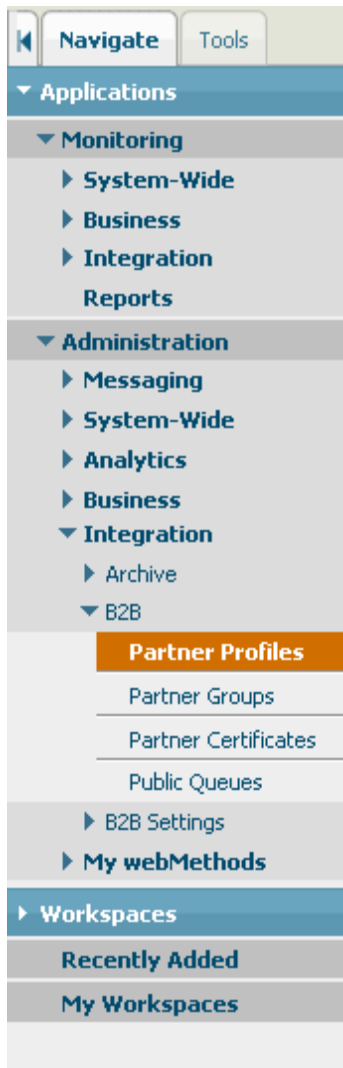 Navigate Tools
Applications
Monitoring
System-Wide
Business
Integration
Reports
Administration
Messaging
System-Wide
Analytics
Business
Integration
Archive
B2B
Partner Profiles
Partner Groups
Partner Certificates
Public Queues
B2B Settings
My webMethods
Workspaces
Recently Added
My Workspaces